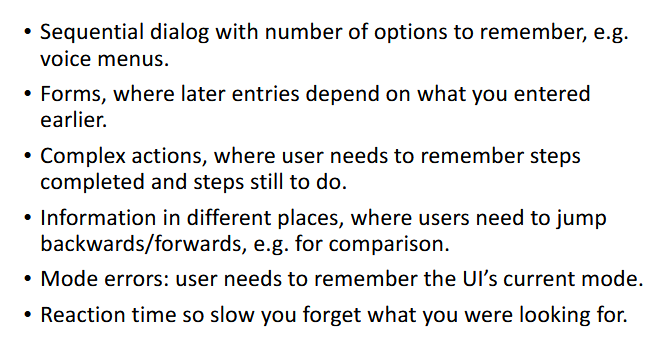 • Sequential dialog with number of options to remember, e.g.
voice menus.
• Forms, where later entries depend on what you entered
earlier.
• Complex actions, where user needs to remember steps
completed and steps still to do.
• Information in different places, where users need to jump
backwards/forwards, e.g. for comparison.
• Mode errors: user needs to remember the UI’s current mode.
• Reaction time so slow you forget what you were looking for.